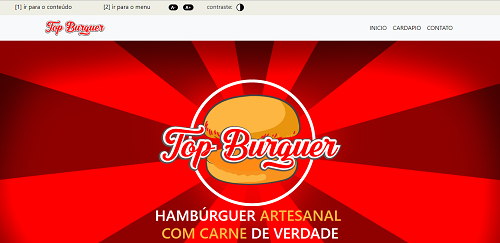 [1] ir para o conteúdo [2] ir para o menu A- A+ contraste:
Top Burguer INICIO CARDAPIO CONTATO
Top Burguer
HAMBÚRGUER ARTESANAL
COM CARNE DE VERDADE